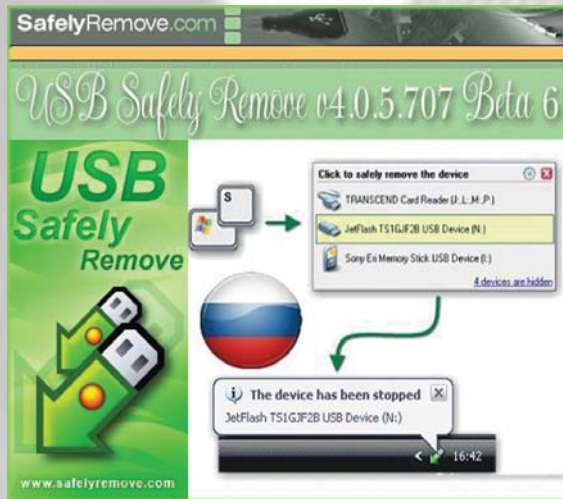 SafelyRemove.com
USB Safely Remove v4.0.5.707 Beta 6
USB
Safely
Remove
S
Click to safely remove the device
TRANSCEND Card Reader (J:,L:,M:,P:)
JetFlash TS1GJF2B USB Device (N:)
Sony Eri Memory Stick USB Device (I:)
4 devices are hidden
The device has been stopped
JetFlash TS1GJF2B USB Device (N:)
< 16:42
www.safelyremove.com